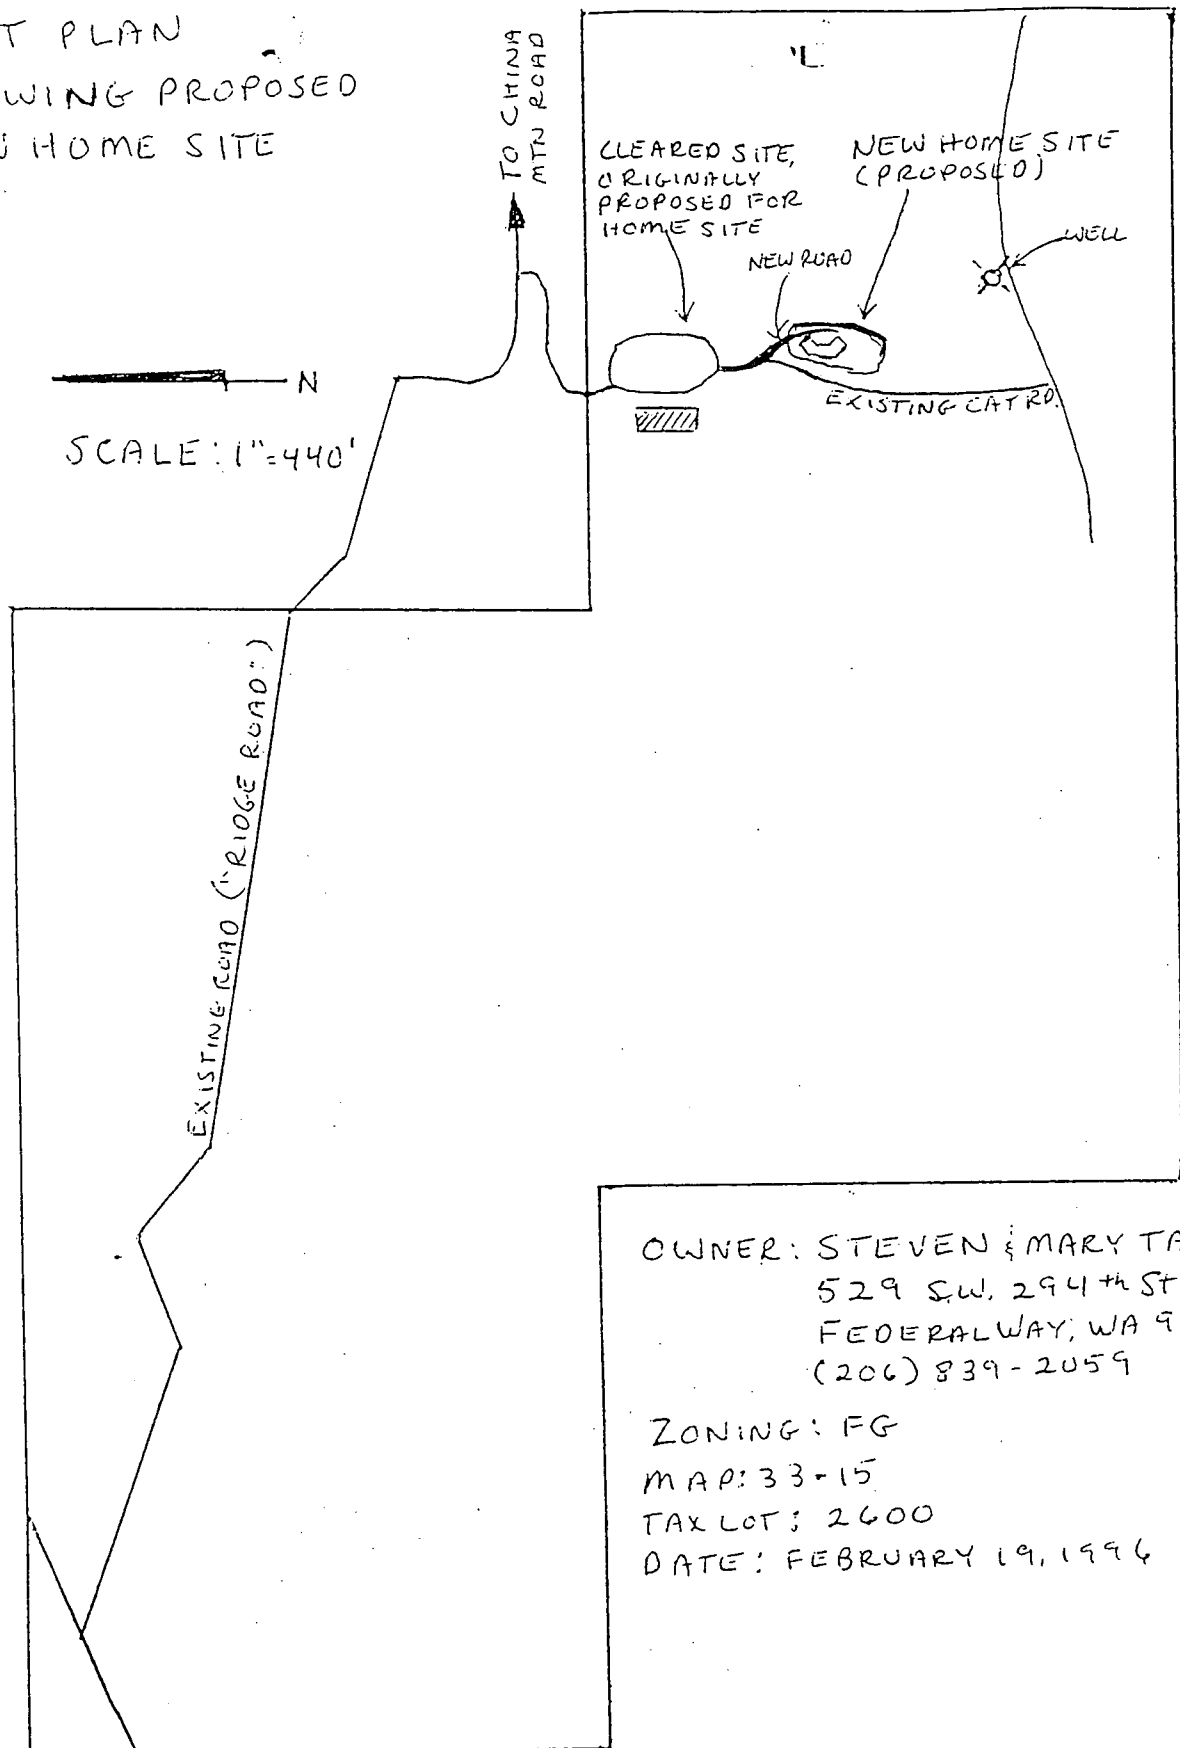 T PLAN
WING PROPOSED
HOME SITE
TO CHINA
MTN ROAD
CLEARED SITE,
ORIGINALLY
PROPOSED FOR
HOME SITE
NEW HOME SITE
(PROPOSED)
NEW ROAD
WELL
N
EXISTING CAT RD.
SCALE: 1"=440'
EXISTING ROAD ("RIDGE ROAD")
OWNER: STEVEN & MARY TA
529 S.W. 294th St
FEDERAL WAY, WA 9
(206) 839-2059
ZONING: FG
MAP: 33-15
TAX LOT: 2600
DATE: FEBRUARY 19, 1996